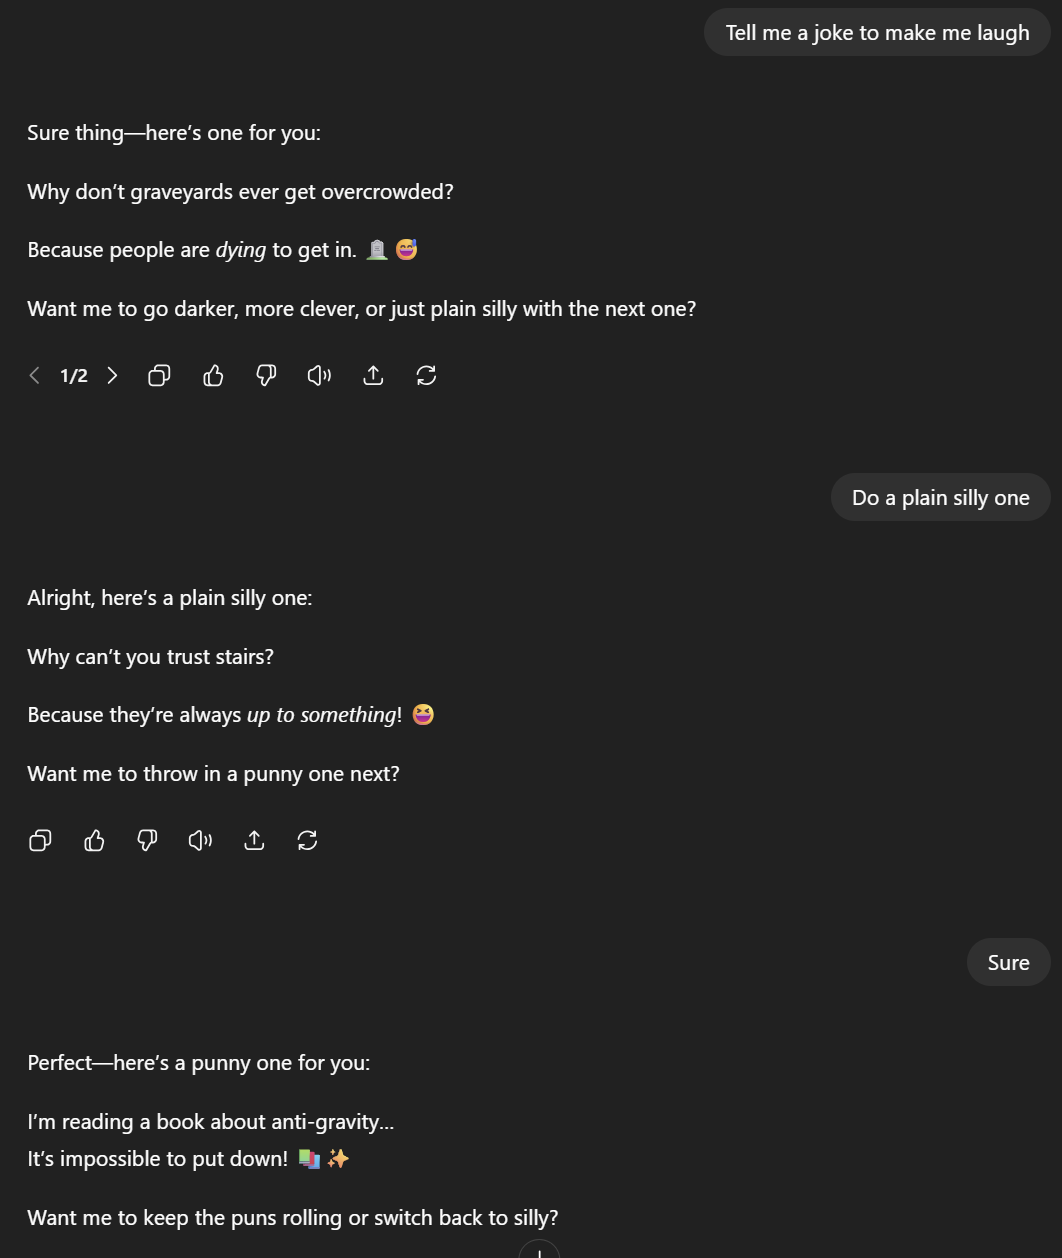 Tell me a joke to make me laugh
Sure thing—here's one for you:
Why don't graveyards ever get overcrowded?
Because people are dying to get in. 🪦 😅
Want me to go darker, more clever, or just plain silly with the next one?
1/2
Do a plain silly one
Alright, here's a plain silly one:
Why can't you trust stairs?
Because they're always up to something! 😆
Want me to throw in a punny one next?
Sure
Perfect—here's a punny one for you:
I'm reading a book about anti-gravity...
It's impossible to put down! 📚 ✨
Want me to keep the puns rolling or switch back to silly?